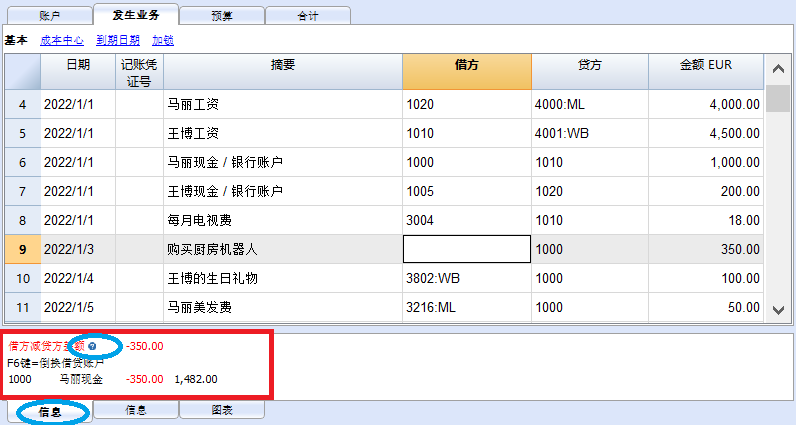 账户 发生业务 预算 合计
基本 成本中心 到期日期 加锁
日期 记账凭证号 摘要 借方 贷方 金额 EUR
4 2022/1/1 马丽工资 1020 4000:ML 4,000.00
5 2022/1/1 王博工资 1010 4001:WB 4,500.00
6 2022/1/1 马丽现金 / 银行账户 1000 1010 1,000.00
7 2022/1/1 王博现金 / 银行账户 1005 1020 200.00
8 2022/1/1 每月电视费 3004 1010 18.00
9 2022/1/3 购买厨房机器人 1000 350.00
10 2022/1/4 王博的生日礼物 3802:WB 1000 100.00
11 2022/1/5 马丽美发费 3216:ML 1000 50.00
借方减贷方差额 ? -350.00
F6键=倒换借贷账户
1000 马丽现金 -350.00 1,482.00
信息 信息 图表